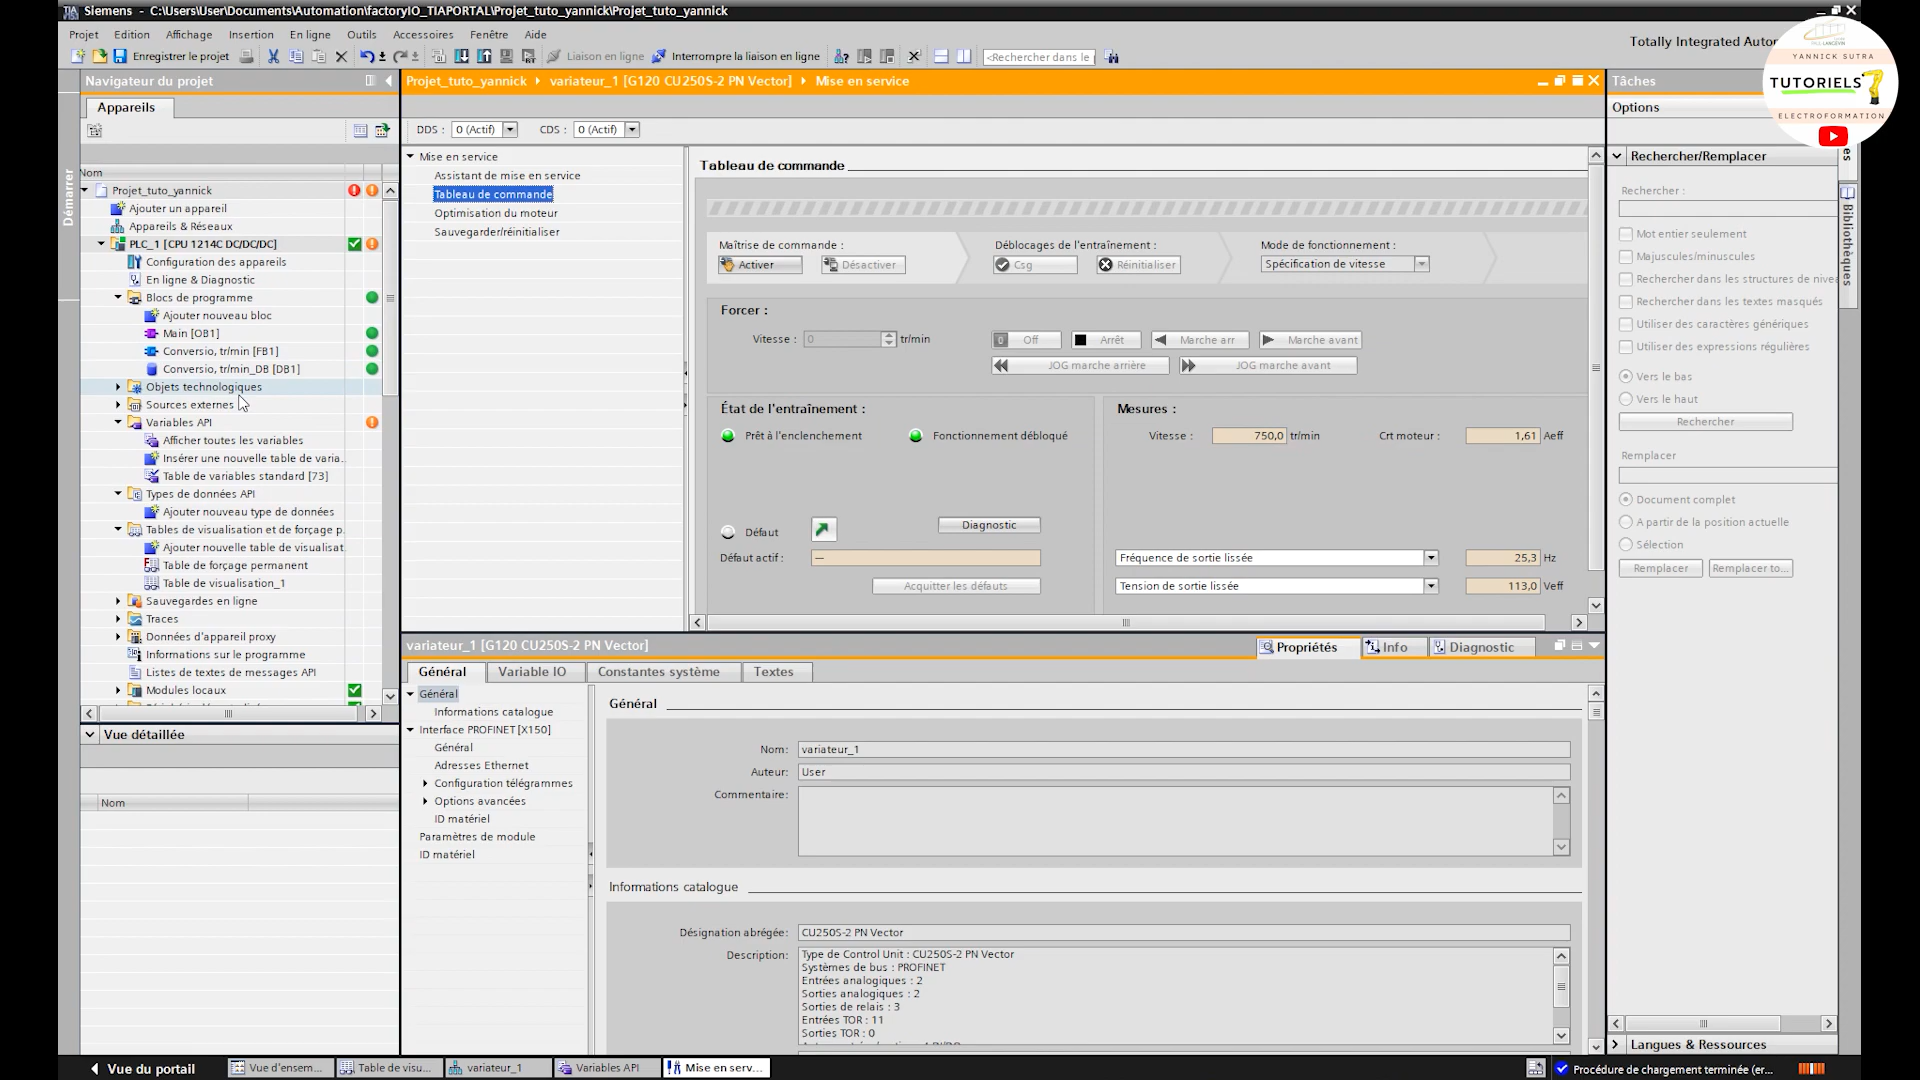 Siemens - C:\Users\User\Documents\Automation\factoryIO_TIAPORTAL\Projet_tuto_yannick\Projet_tuto_yannick
Projet Edition Affichage Insertion En ligne Outils Accessoires Fenêtre Aide
Totally Integrated
Enregistrer le projet Liaison en ligne Interrompre la liaison en ligne <Rechercher dans le
YANNICK SUTRA
TUTORIELS
ELECTROFORMATION
Navigateur du projet
Appareils
Nom
Démarrer
Projet_tuto_yannick
Ajouter un appareil
Appareils & Réseaux
PLC_1 [CPU 1214C DC/DC/DC]
Configuration des appareils
En ligne & Diagnostic
Blocs de programme
Ajouter nouveau bloc
Main [OB1]
Conversio, tr/min [FB1]
Conversio, tr/min_DB [DB1]
Objets technologiques
Sources externes
Variables API
Afficher toutes les variables
Insérer une nouvelle table de varia...
Table de variables standard [73]
Types de données API
Ajouter nouveau type de données
Tables de visualisation et de forçage p.
Ajouter nouvelle table de visualisat.
Table de forçage permanent
Table de visualisation_1
Sauvegardes en ligne
Traces
Données d'appareil proxy
Informations sur le programme
Listes de textes de messages API
Modules locaux
Vue détaillée
Nom
Projet_tuto_yannick variateur_1 [G120 CU250S-2 PN Vector] Mise en service
DDS : 0 (Actif) CDS : 0 (Actif)
Mise en service
Assistant de mise en service
Tableau de commande
Optimisation du moteur
Sauvegarder/réinitialiser
Tableau de commande
Maîtrise de commande : Déblocages de l'entraînement : Mode de fonctionnement :
Activer Désactiver Csg Réinitialiser Spécification de vitesse
Forcer :
Vitesse : 0 tr/min 0 Off Arrêt Marche arr Marche avant
JOG marche arrière JOG marche avant
État de l'entraînement : Mesures :
Prêt à l'enclenchement Fonctionnement débloqué Vitesse : 750,0 tr/min Crt moteur : 1,61 Aeff
Défaut Diagnostic
Défaut actif : — Fréquence de sortie lissée 25,3 Hz
Acquitter les défauts Tension de sortie lissée 113,0 Veff
variateur_1 [G120 CU250S-2 PN Vector] Propriétés Info Diagnostic
Général Variable IO Constantes système Textes
Général
Informations catalogue
Interface PROFINET [X150]
Général
Adresses Ethernet
Configuration télégrammes
Options avancées
ID matériel
Paramètres de module
ID matériel
Général
Nom: variateur_1
Auteur: User
Commentaire:
Informations catalogue
Désignation abrégée: CU250S-2 PN Vector
Description: Type de Control Unit : CU250S-2 PN Vector
Systèmes de bus : PROFINET
Entrées analogiques : 2
Sorties analogiques : 2
Sorties de relais : 3
Entrées TOR : 11
Sorties TOR : 0
Tâches
Options
Rechercher/Remplacer
Rechercher :
Mot entier seulement
Majuscules/minuscules
Rechercher dans les structures de nive
Rechercher dans les textes masqués
Utiliser des caractères génériques
Utiliser des expressions régulières
Vers le bas
Vers le haut
Rechercher
Remplacer
Document complet
A partir de la position actuelle
Sélection
Remplacer Remplacer to...
Langues & Ressources
Bibliothèques
Vue du portail Vue d'ensem... Table de visu... variateur_1 Variables API Mise en serv... Procédure de chargement terminée (er...